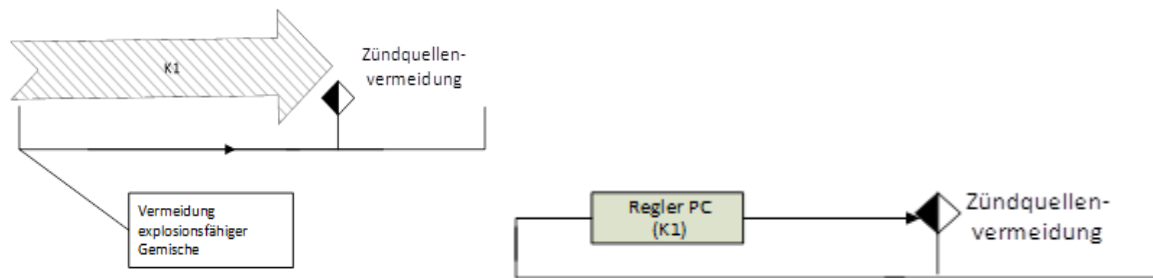 K1
Zündquellen-
vermeidung
Vermeidung
explosionsfähiger
Gemische
Regler PC
(K1)
Zündquellen-
vermeidung